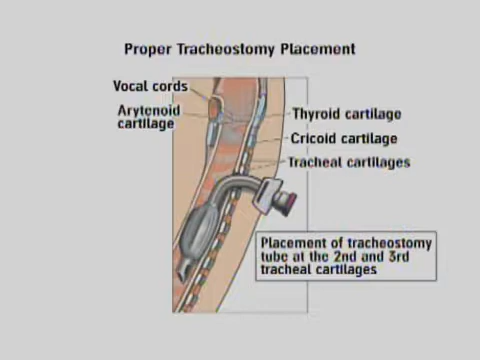 Proper Tracheostomy Placement
Vocal cords
Arytenoid
cartilage
Thyroid cartilage
Cricoid cartilage
Tracheal cartilages
Placement of tracheostomy
tube at the 2nd and 3rd
tracheal cartilages